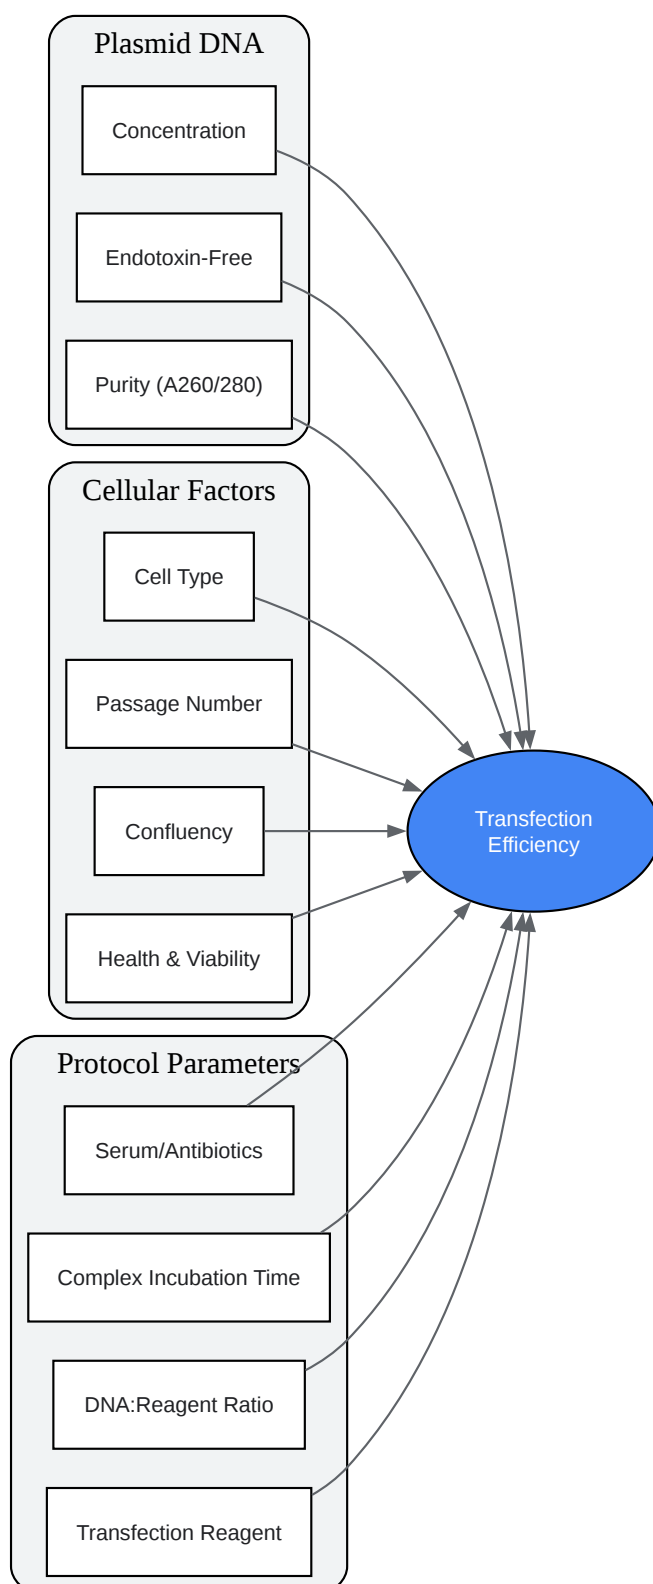 Plasmid DNA
Concentration
Endotoxin-Free
Purity (A260/280)
Cellular Factors
Cell Type
Passage Number
Confluency
Health & Viability
Transfection
Efficiency
Protocol Parameters
Serum/Antibiotics
Complex Incubation Time
DNA:Reagent Ratio
Transfection Reagent